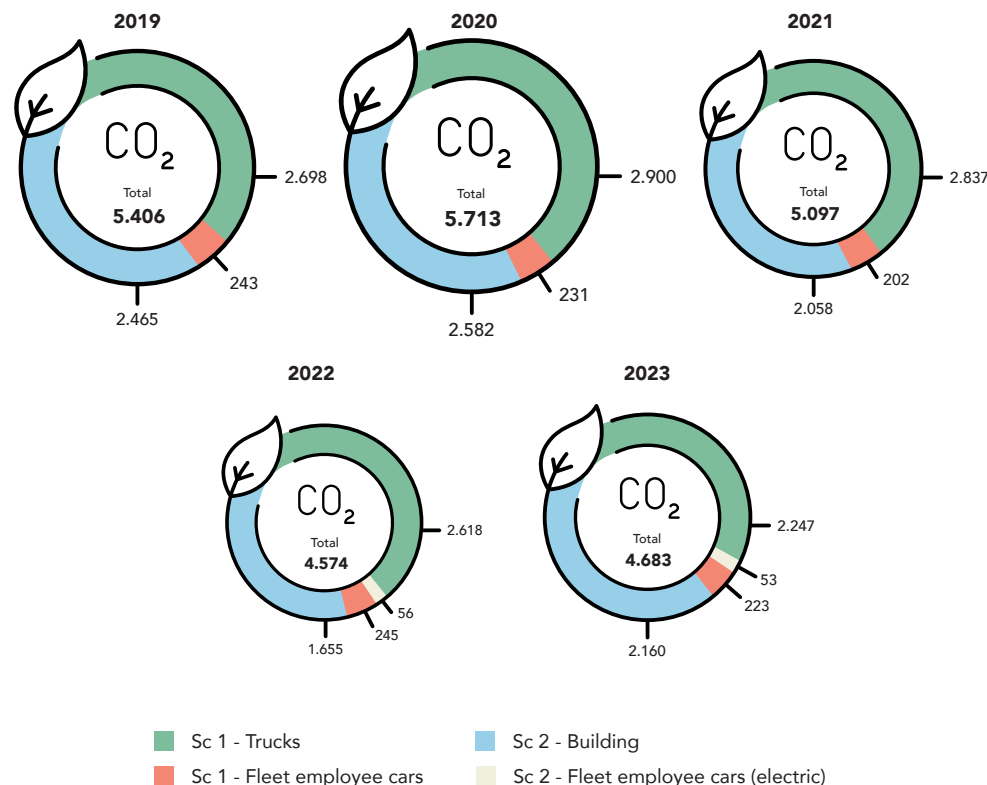 2019
CO2
Total
5.406
2.698
243
2.465
2020
CO2
Total
5.713
2.900
231
2.582
2021
CO2
Total
5.097
2.837
202
2.058
2022
CO2
Total
4.574
2.618
56
245
1.655
2023
CO2
Total
4.683
2.247
53
223
2.160
Sc 1 - Trucks
Sc 2 - Building
Sc 1 - Fleet employee cars
Sc 2 - Fleet employee cars (electric)